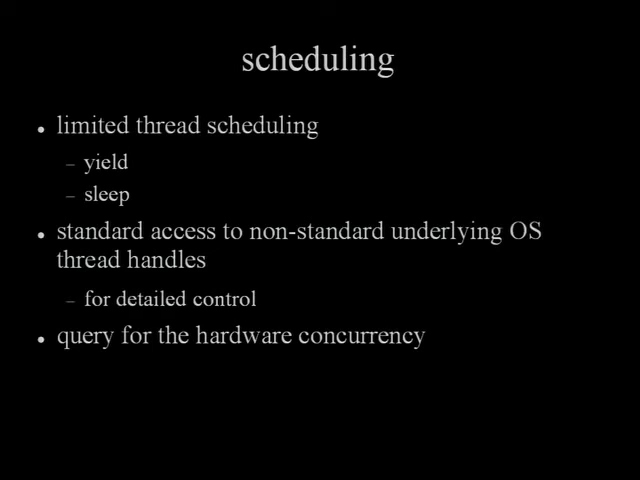 scheduling
• limited thread scheduling
– yield
– sleep
• standard access to non-standard underlying OS
thread handles
– for detailed control
• query for the hardware concurrency